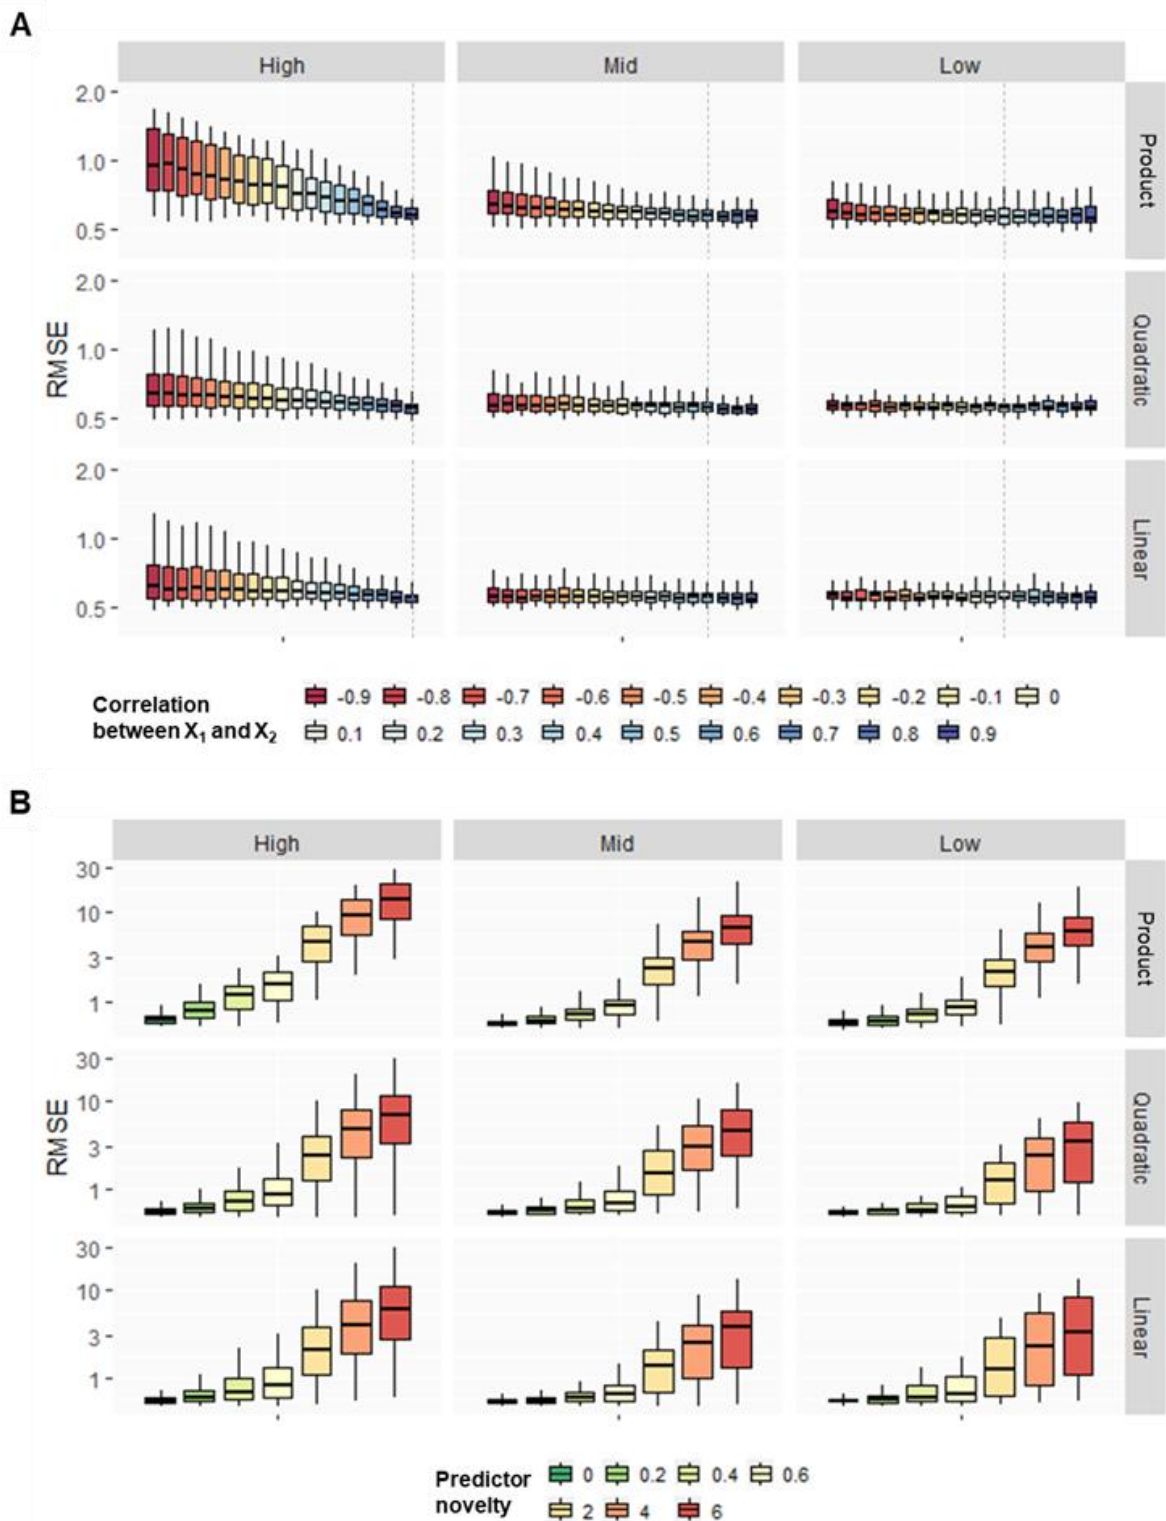 A
High Mid Low
2.0
1.0
0.5
Product
2.0
1.0
0.5
Quadratic
2.0
1.0
0.5
Linear
RMSE
Correlation
between X₁ and X₂
-0.9 -0.8 -0.7 -0.6 -0.5 -0.4 -0.3 -0.2 -0.1 0
0.1 0.2 0.3 0.4 0.5 0.6 0.7 0.8 0.9
B
High Mid Low
30
10
3
1
Product
30
10
3
1
Quadratic
30
10
3
1
Linear
RMSE
Predictor
novelty
0 0.2 0.4 0.6
2 4 6